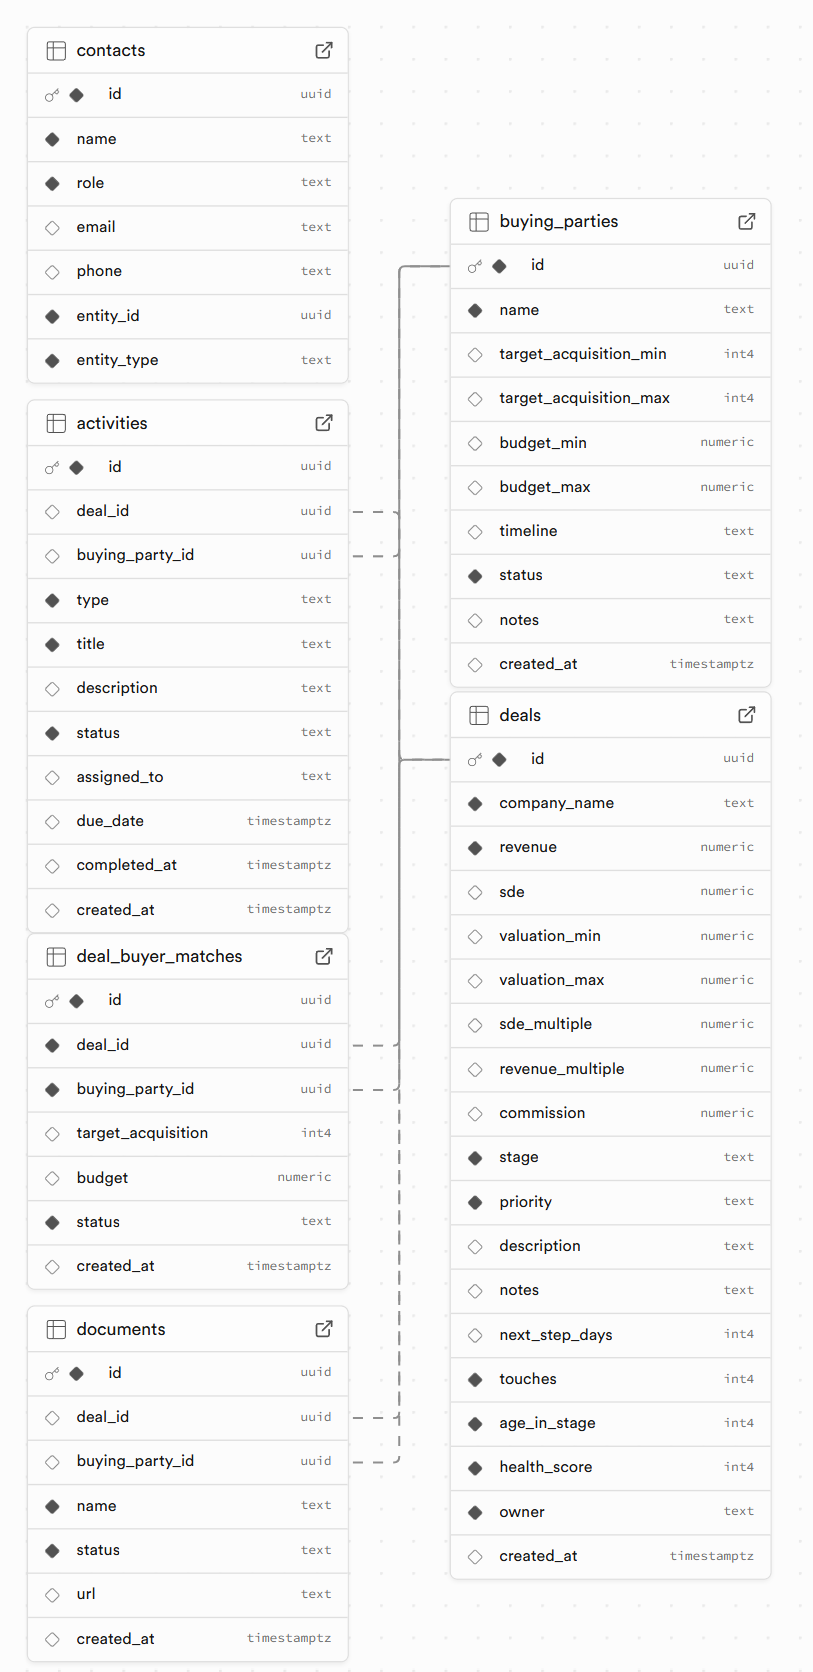 contacts
id uuid
name text
role text
email text
phone text
entity_id uuid
entity_type text
activities
id uuid
deal_id uuid
buying_party_id uuid
type text
title text
description text
status text
assigned_to text
due_date timestamptz
completed_at timestamptz
created_at timestamptz
deal_buyer_matches
id uuid
deal_id uuid
buying_party_id uuid
target_acquisition int4
budget numeric
status text
created_at timestamptz
documents
id uuid
deal_id uuid
buying_party_id uuid
name text
status text
url text
created_at timestamptz
buying_parties
id uuid
name text
target_acquisition_min int4
target_acquisition_max int4
budget_min numeric
budget_max numeric
timeline text
status text
notes text
created_at timestamptz
deals
id uuid
company_name text
revenue numeric
sde numeric
valuation_min numeric
valuation_max numeric
sde_multiple numeric
revenue_multiple numeric
commission numeric
stage text
priority text
description text
notes text
next_step_days int4
touches int4
age_in_stage int4
health_score int4
owner text
created_at timestamptz